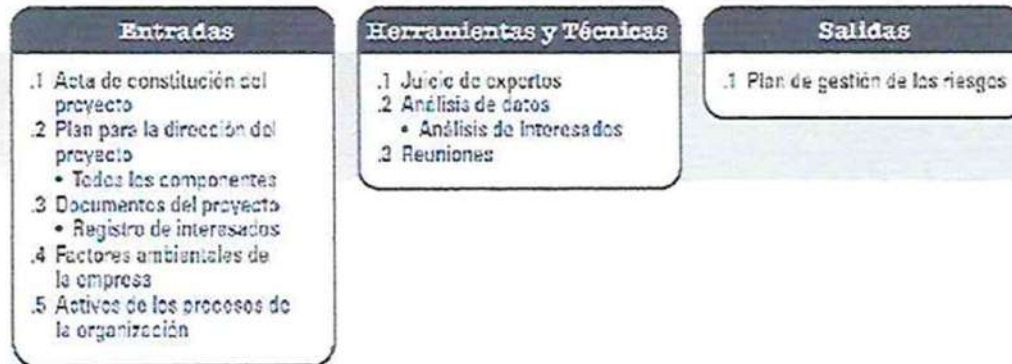 Entradas
.1 Acta de constitución del
proyecto
.2 Plan para la dirección del
proyecto
• Todos los componentes
.3 Documentos del proyecto
• Registro de interesados
.4 Factores ambientales de
la empresa
.5 Activos de los procesos de
la organización
Herramientas y Técnicas
.1 Juicio de expertos
.2 Análisis de datos
• Análisis de Interesados
.3 Reuniones
Salidas
.1 Plan de gestión de los riesgos